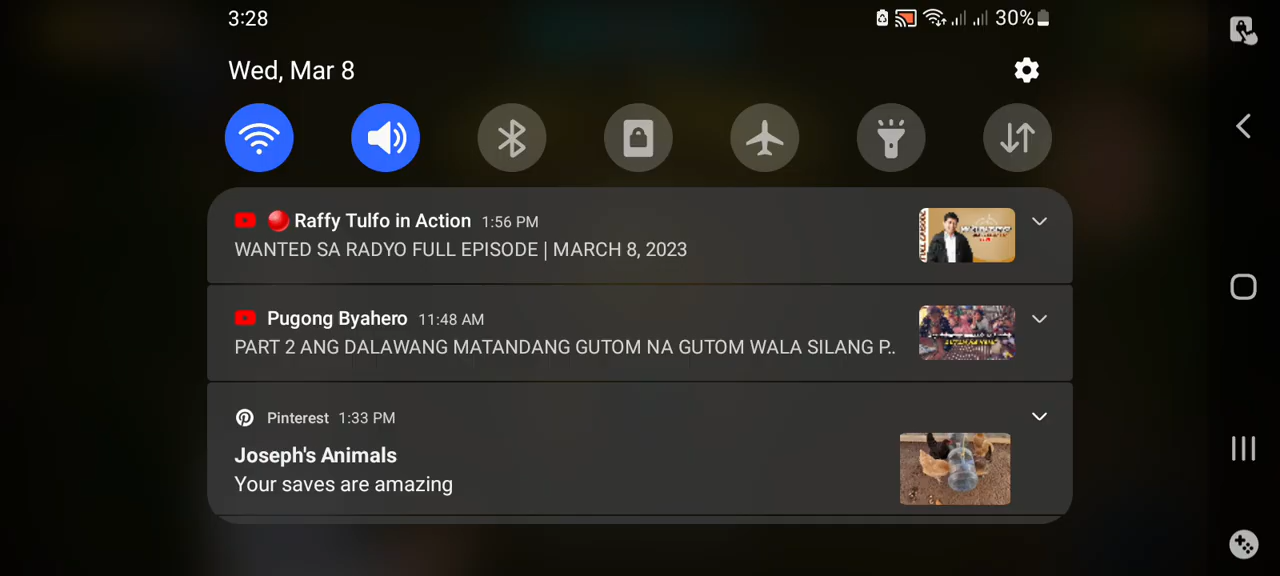 3:28
30%
Wed, Mar 8
Raffy Tulfo in Action 1:56 PM
WANTED SA RADYO FULL EPISODE | MARCH 8, 2023
Pugong Byahero 11:48 AM
PART 2 ANG DALAWANG MATANDANG GUTOM NA GUTOM WALA SILANG P..
Pinterest 1:33 PM
Joseph's Animals
Your saves are amazing